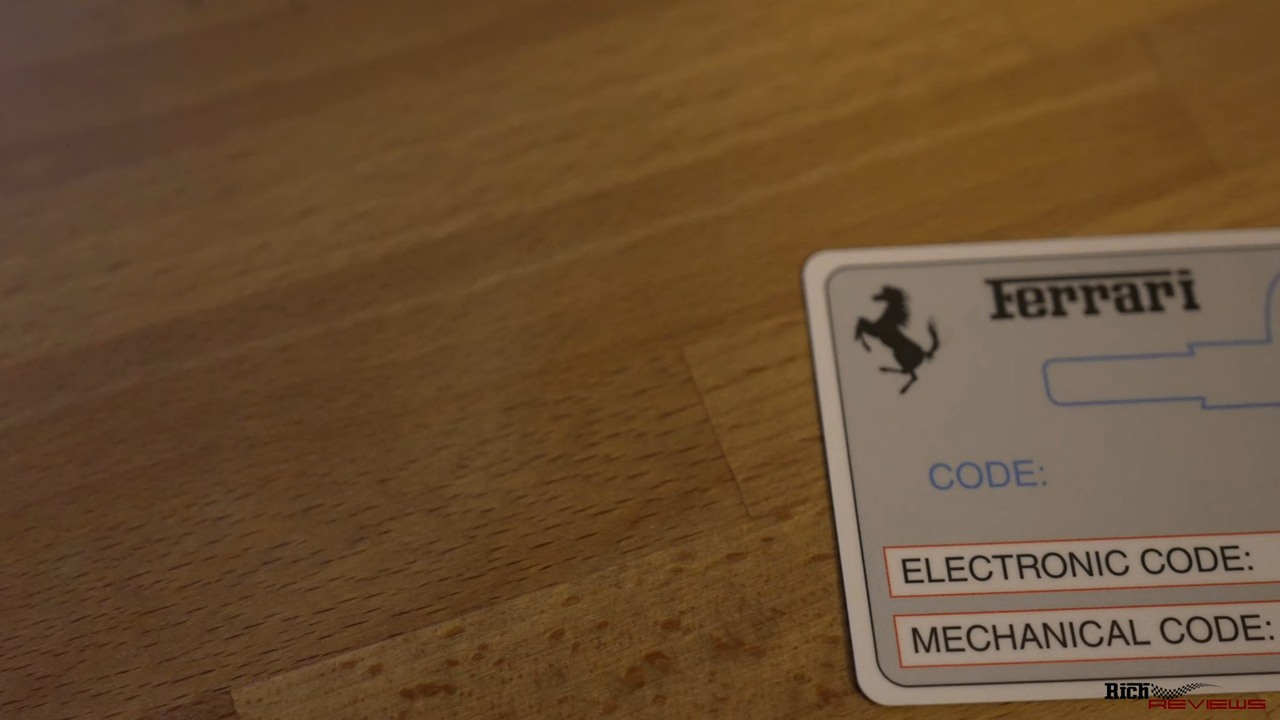 Ferrari
CODE:
ELECTRONIC CODE:
MECHANICAL CODE:
Rich
REVIEWS